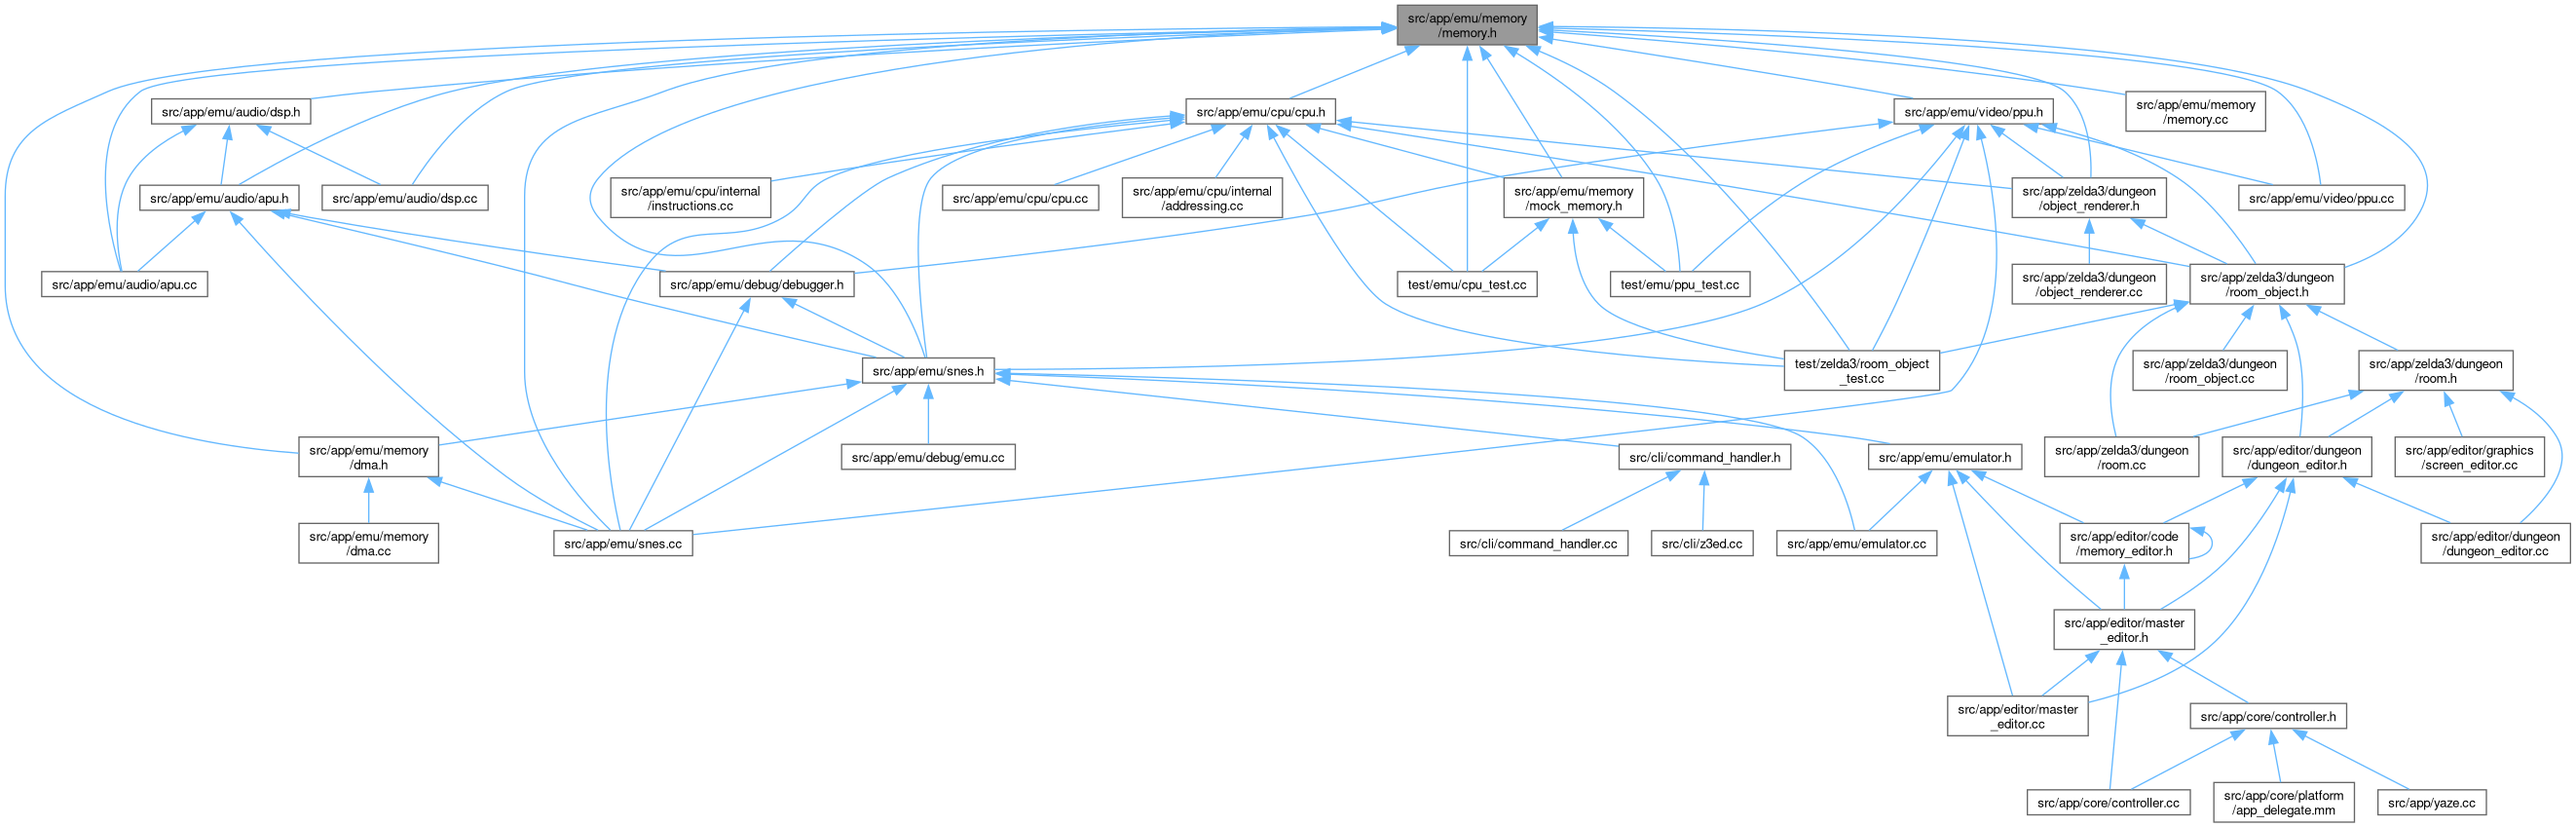 src/app/emu/memory
/memory.h
src/app/emu/audio/dsp.h
src/app/emu/cpu/cpu.h
src/app/emu/video/ppu.h
src/app/emu/memory
/memory.cc
src/app/emu/audio/apu.h
src/app/emu/audio/dsp.cc
src/app/emu/cpu/internal
/instructions.cc
src/app/emu/cpu/cpu.cc
src/app/emu/cpu/internal
/addressing.cc
src/app/emu/memory
/mock_memory.h
src/app/zelda3/dungeon
/object_renderer.h
src/app/emu/video/ppu.cc
src/app/emu/audio/apu.cc
src/app/emu/debug/debugger.h
test/emu/cpu_test.cc
test/emu/ppu_test.cc
src/app/zelda3/dungeon
/object_renderer.cc
src/app/zelda3/dungeon
/room_object.h
src/app/emu/snes.h
test/zelda3/room_object
_test.cc
src/app/zelda3/dungeon
/room_object.cc
src/app/zelda3/dungeon
/room.h
src/app/emu/memory
/dma.h
src/app/emu/debug/emu.cc
src/cli/command_handler.h
src/app/emu/emulator.h
src/app/zelda3/dungeon
/room.cc
src/app/editor/dungeon
/dungeon_editor.h
src/app/editor/graphics
/screen_editor.cc
src/app/emu/memory
/dma.cc
src/app/emu/snes.cc
src/cli/command_handler.cc
src/cli/z3ed.cc
src/app/emu/emulator.cc
src/app/editor/code
/memory_editor.h
src/app/editor/dungeon
/dungeon_editor.cc
src/app/editor/master
_editor.h
src/app/editor/master
_editor.cc
src/app/core/controller.h
src/app/core/controller.cc
src/app/core/platform
/app_delegate.mm
src/app/yaze.cc